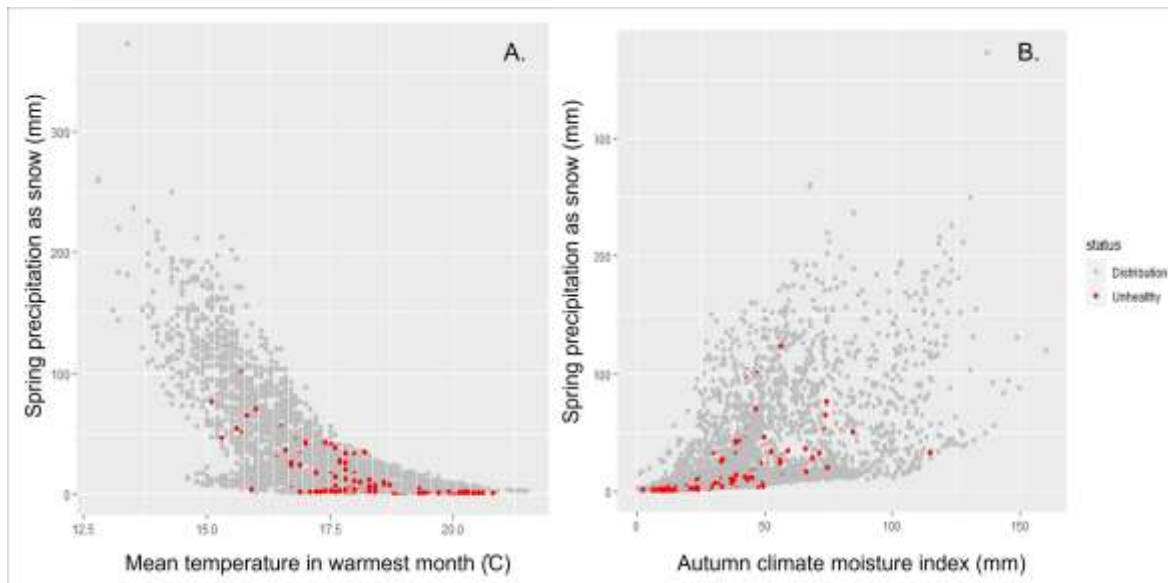 A.
Spring precipitation as snow (mm)
300
200
100
0
12.5 15.0 17.5 20.0
Mean temperature in warmest month (℃)
B.
Spring precipitation as snow (mm)
300
200
100
0
0 50 100 150
Autumn climate moisture index (mm)
status
Distribution
Unhealthy